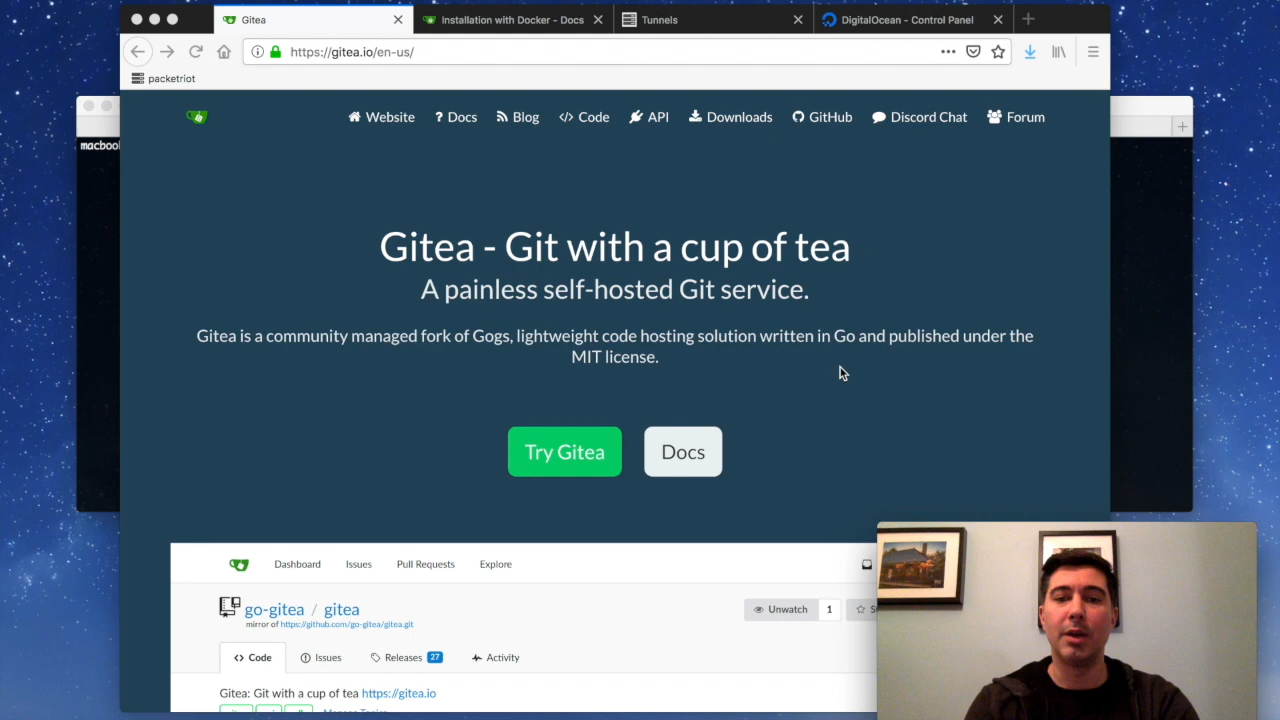 Gitea
Installation with Docker - Docs
Tunnels
DigitalOcean - Control Panel
https://gitea.io/en-us/
packetriot
macbook
Website
? Docs
Blog
</> Code
API
Downloads
GitHub
Discord Chat
Forum
Gitea - Git with a cup of tea
A painless self-hosted Git service.
Gitea is a community managed fork of Gogs, lightweight code hosting solution written in Go and published under the
MIT license.
Try Gitea
Docs
Dashboard
Issues
Pull Requests
Explore
go-gitea / gitea
Unwatch
1
mirror of https://github.com/go-gitea/gitea.git
Code
Issues
Releases 27
Activity
Gitea: Git with a cup of tea https://gitea.io